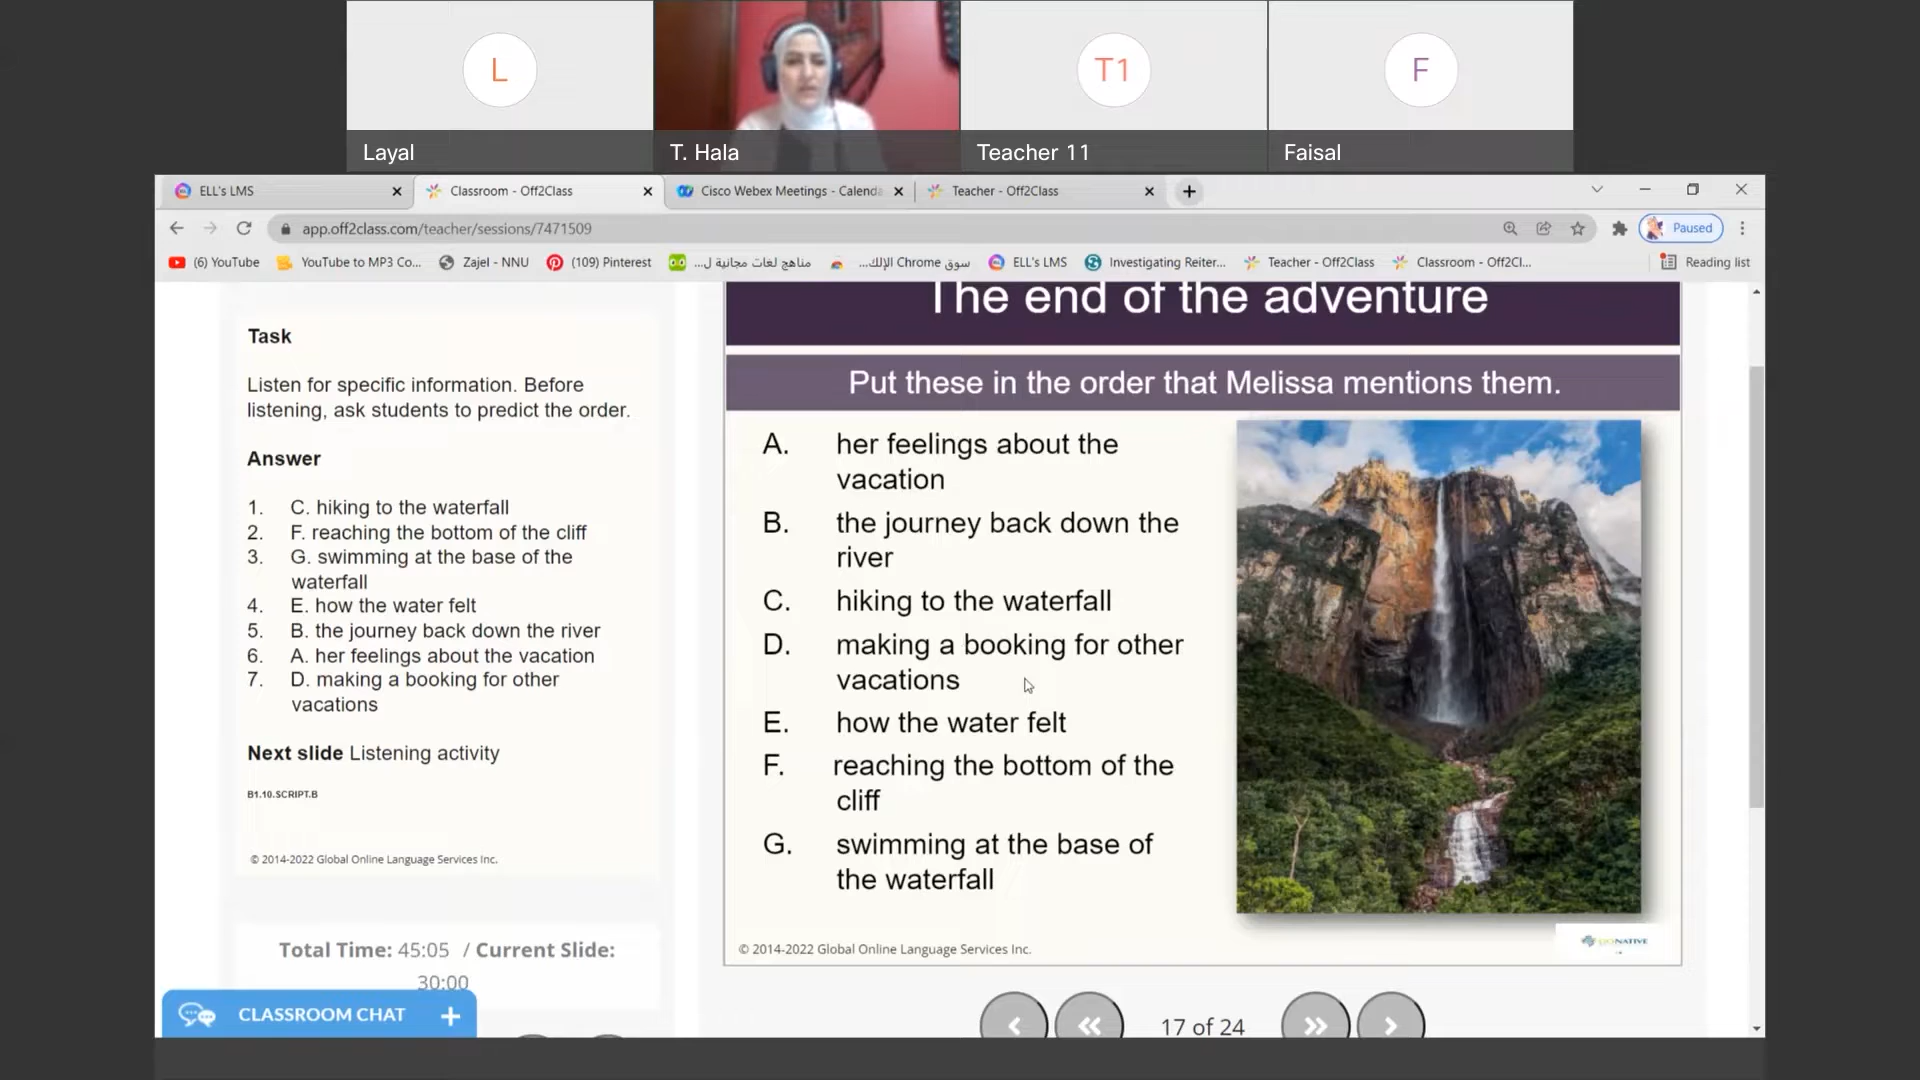 L
T1
F
Layal
T. Hala
Teacher 11
Faisal
ELL's LMS
Classroom - Off2Class
Cisco Webex Meetings - Calenda
Teacher - Off2Class
app.off2class.com/teacher/sessions/7471509
Paused
(6) YouTube
YouTube to MP3 Co...
Zajel - NNU
(109) Pinterest
مناهج لغات مجانية ل...
سوق Chrome الإلك...
ELL's LMS
Investigating Reiter...
Teacher - Off2Class
Classroom - Off2Cl...
Reading list
Task
Listen for specific information. Before
listening, ask students to predict the order.
Answer
1. C. hiking to the waterfall
2. F. reaching the bottom of the cliff
3. G. swimming at the base of the
waterfall
4. E. how the water felt
5. B. the journey back down the river
6. A. her feelings about the vacation
7. D. making a booking for other
vacations
Next slide Listening activity
B1.10.SCRIPT.B
© 2014-2022 Global Online Language Services Inc.
Total Time: 45:05 / Current Slide:
30:00
CLASSROOM CHAT +
The end of the adventure
Put these in the order that Melissa mentions them.
A. her feelings about the
vacation
B. the journey back down the
river
C. hiking to the waterfall
D. making a booking for other
vacations
E. how the water felt
F. reaching the bottom of the
cliff
G. swimming at the base of
the waterfall
© 2014-2022 Global Online Language Services Inc.
17 of 24